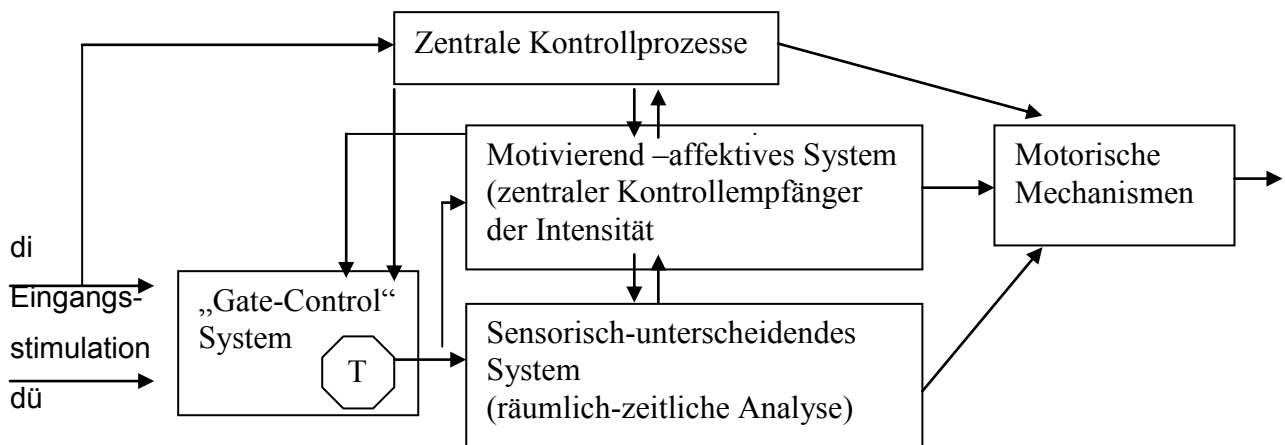 Zentrale Kontrollprozesse
Motivierend –affektives System
(zentraler Kontrollempfänger
der Intensität
Motorische
Mechanismen
di
Eingangs-
stimulation
dü
„Gate-Control“
System
T
Sensorisch-unterscheidendes
System
(räumlich-zeitliche Analyse)